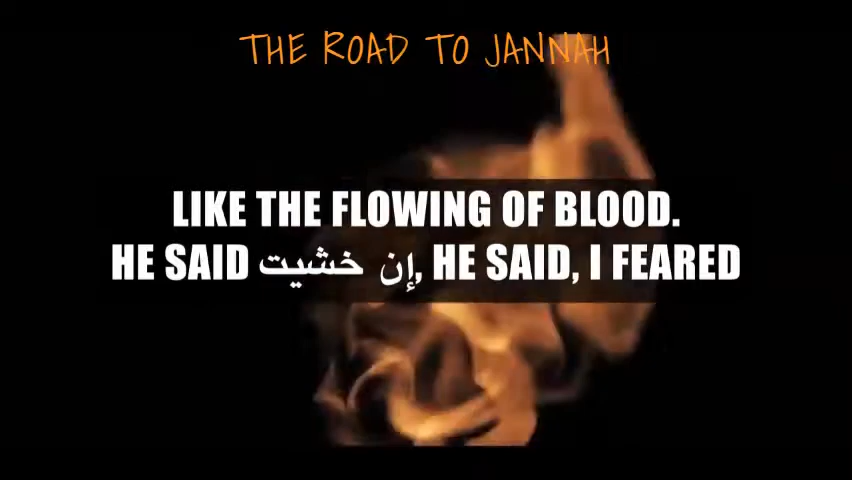 THE ROAD TO JANNAH
LIKE THE FLOWING OF BLOOD.
HE SAID إن خشيت, HE SAID, I FEARED